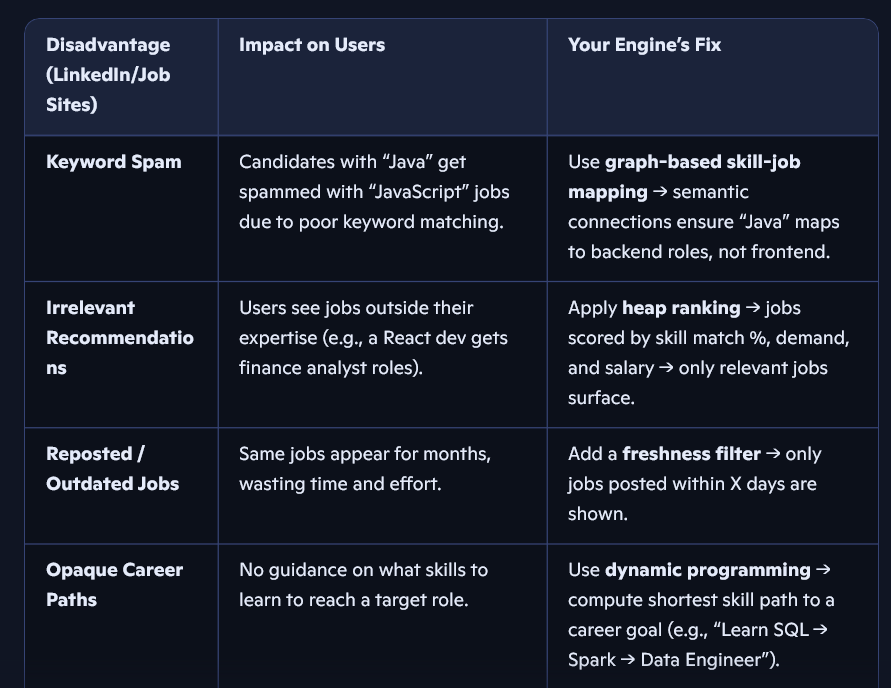 Disadvantage
(LinkedIn/Job
Sites)
Impact on Users
Your Engine’s Fix
Keyword Spam
Candidates with “Java” get
spammed with “JavaScript” jobs
due to poor keyword matching.
Use graph-based skill-job
mapping → semantic
connections ensure “Java” maps
to backend roles, not frontend.
Irrelevant
Recommendatio
ns
Users see jobs outside their
expertise (e.g., a React dev gets
finance analyst roles).
Apply heap ranking → jobs
scored by skill match %, demand,
and salary → only relevant jobs
surface.
Reposted /
Outdated Jobs
Same jobs appear for months,
wasting time and effort.
Add a freshness filter → only
jobs posted within X days are
shown.
Opaque Career
Paths
No guidance on what skills to
learn to reach a target role.
Use dynamic programming →
compute shortest skill path to a
career goal (e.g., “Learn SQL →
Spark → Data Engineer”).